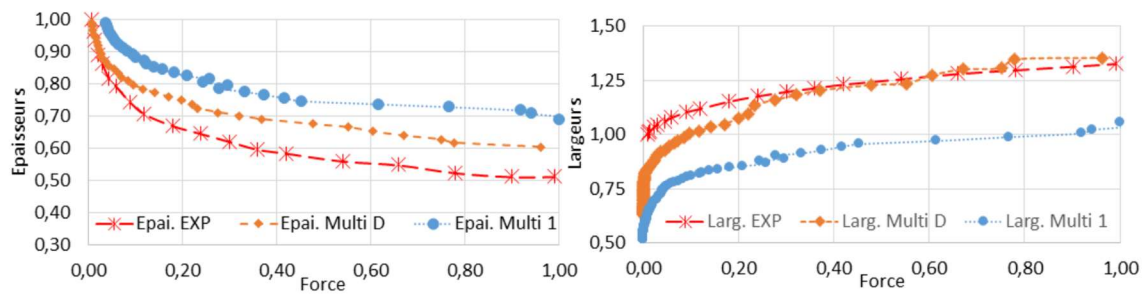 1,00
0,90
0,80
0,70
0,60
0,50
0,40
0,30
Epaisseurs
Epai. EXP
Epai. Multi D
Epai. Multi 1
0,00
0,20
0,40
0,60
0,80
1,00
Force
1,50
1,25
1,00
0,75
0,50
Largeurs
Larg. EXP
Larg. Multi D
Larg. Multi 1
0,00
0,20
0,40
0,60
0,80
1,00
Force